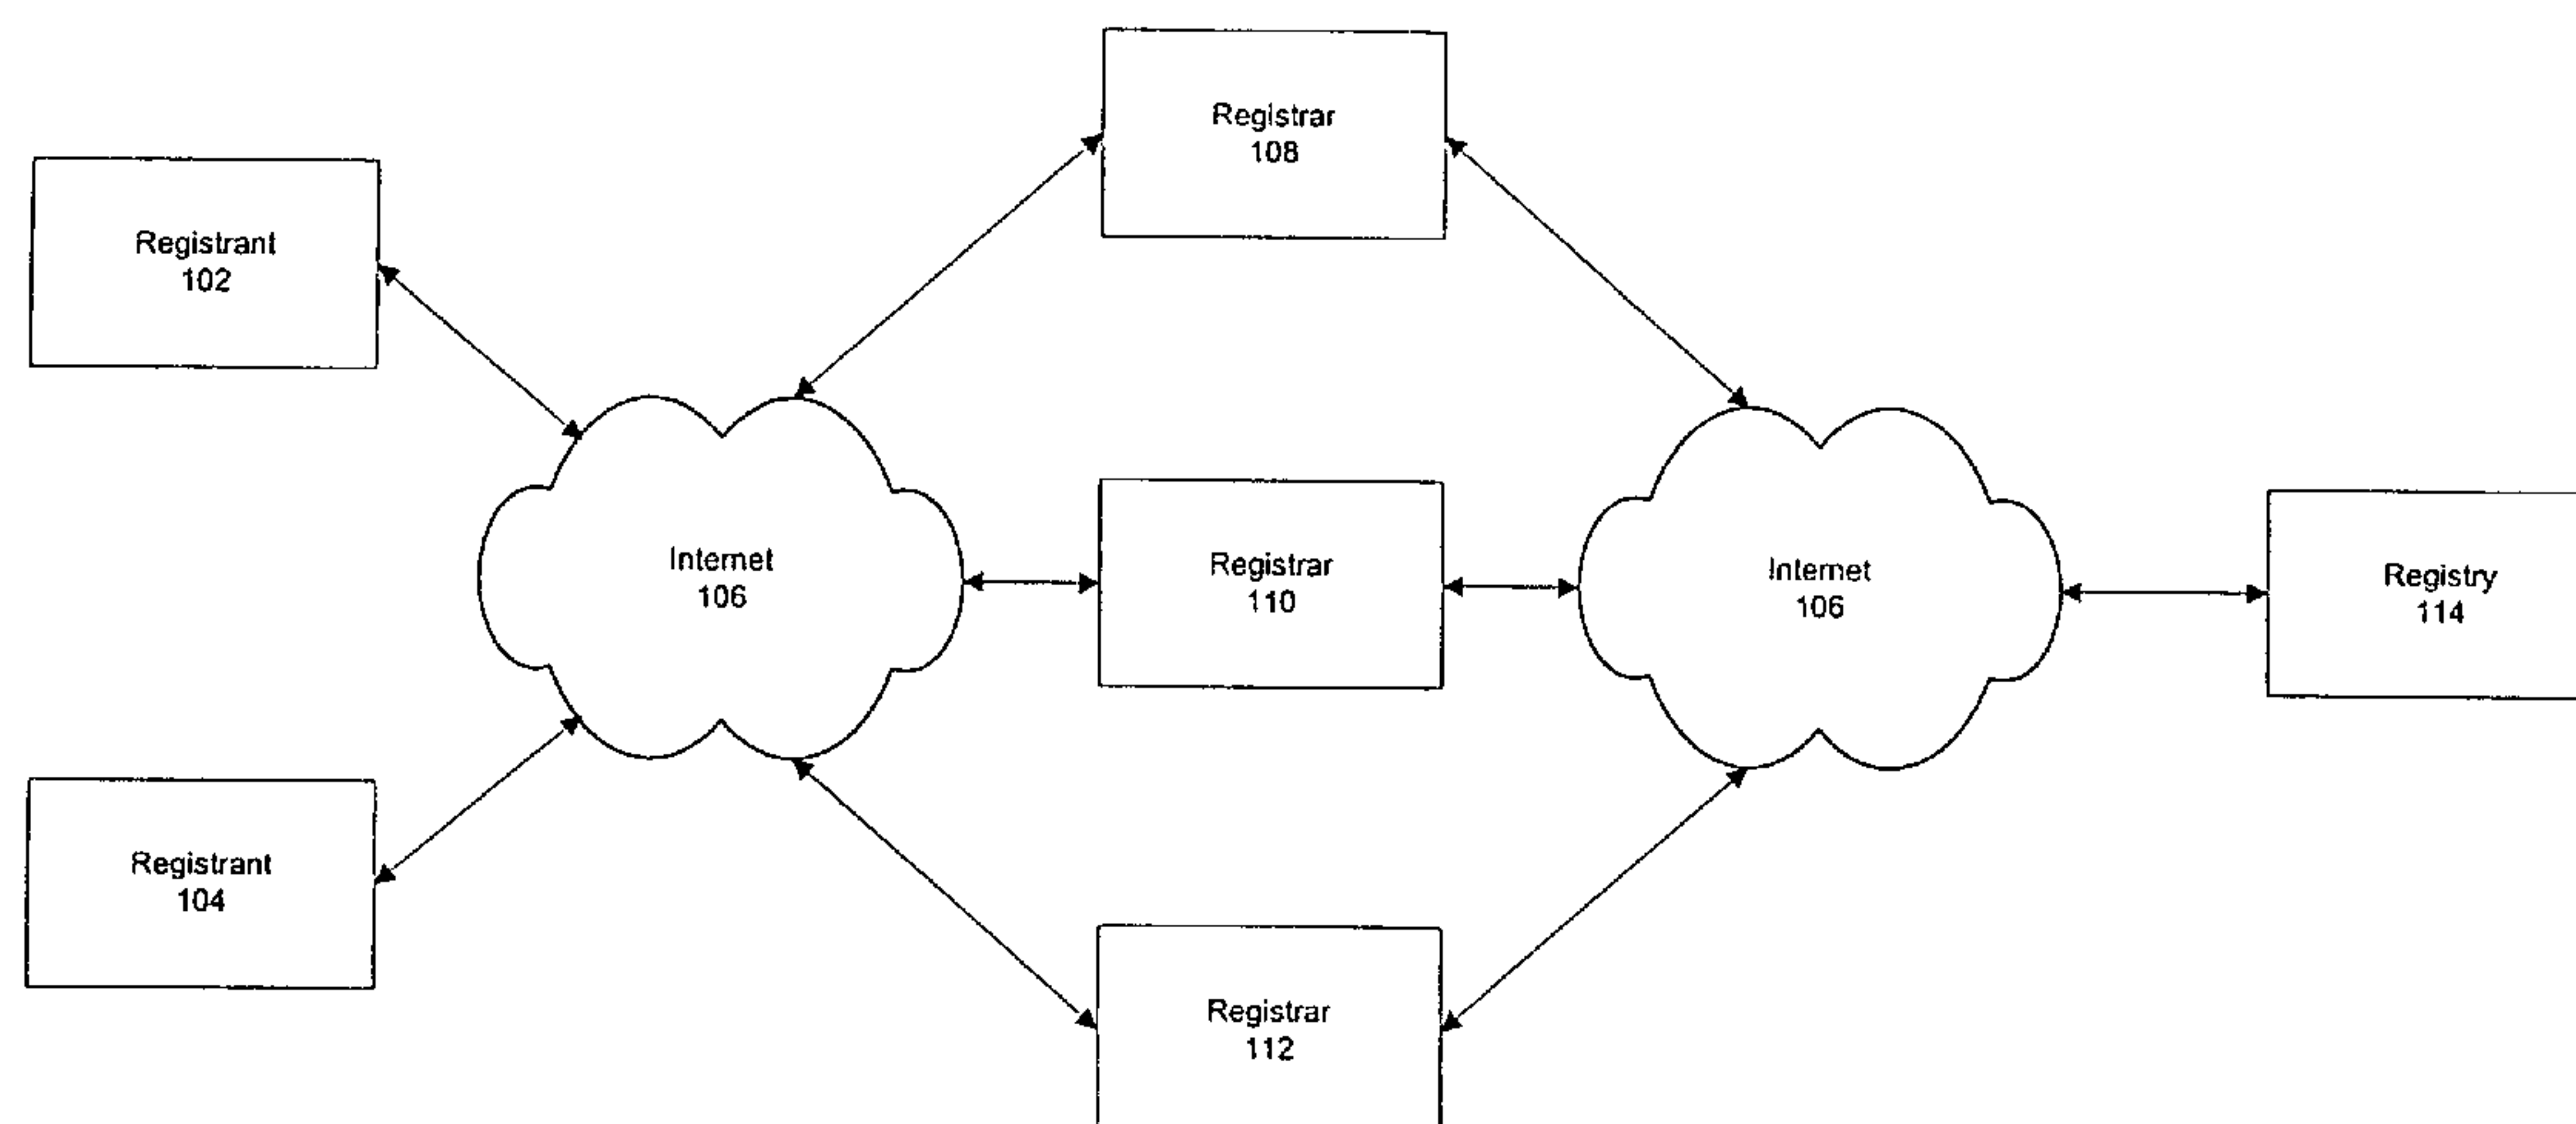 Registrar
108
Registrant
102
Internet
106
Registrar
110
Internet
106
Registry
114
Registrant
104
Registrar
112